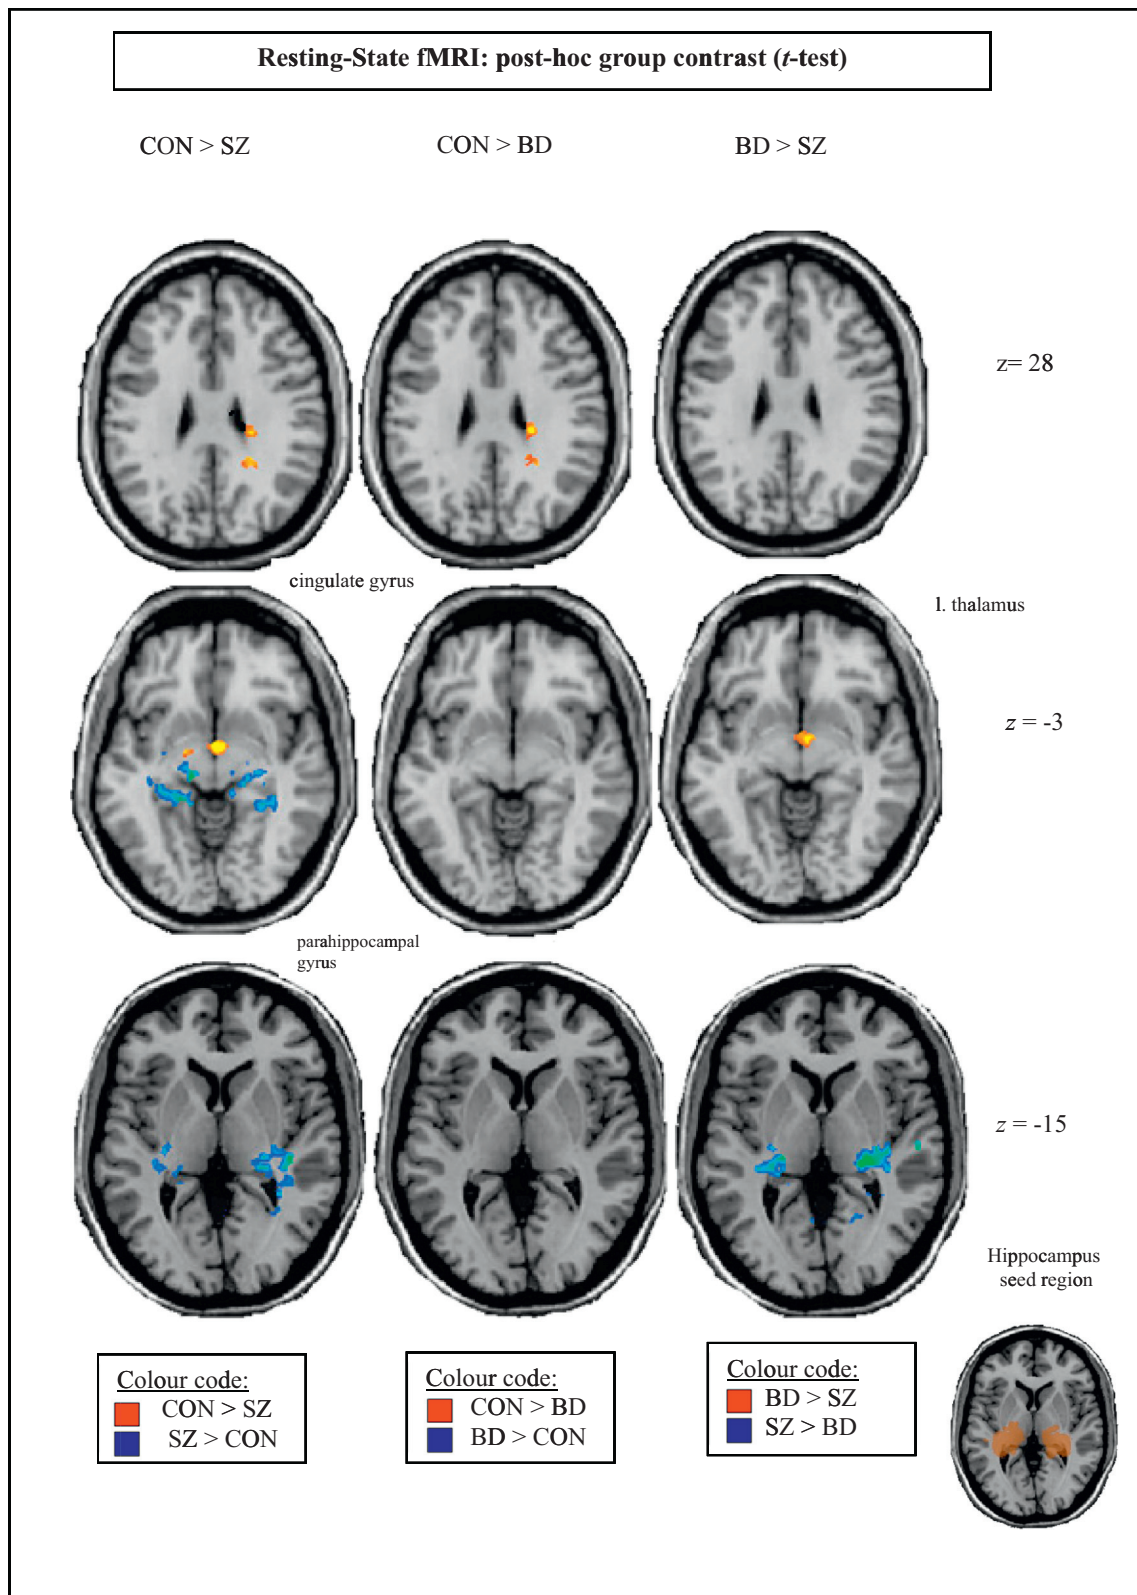 Resting-State fMRI: post-hoc group contrast (t-test)
CON > SZ
CON > BD
BD > SZ
z= 28
cingulate gyrus
l. thalamus
z = -3
parahippocampal
gyrus
z = -15
Hippocampus
seed region
Colour code:
CON > SZ
SZ > CON
Colour code:
CON > BD
BD > CON
Colour code:
BD > SZ
SZ > BD